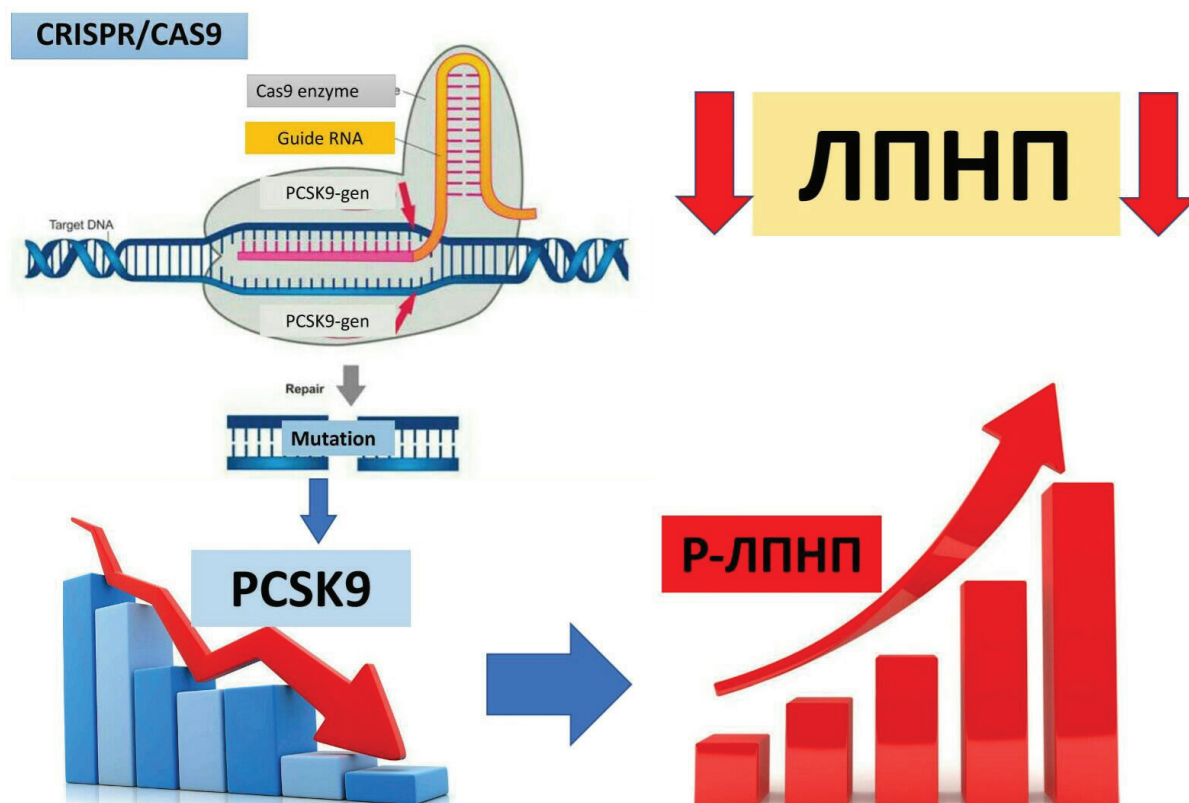 CRISPR/CAS9
Cas9 enzyme
Guide RNA
PCSK9-gen
Target DNA
PCSK9-gen
Repair
Mutation
PCSK9
ЛПНП
Р-ЛПНП